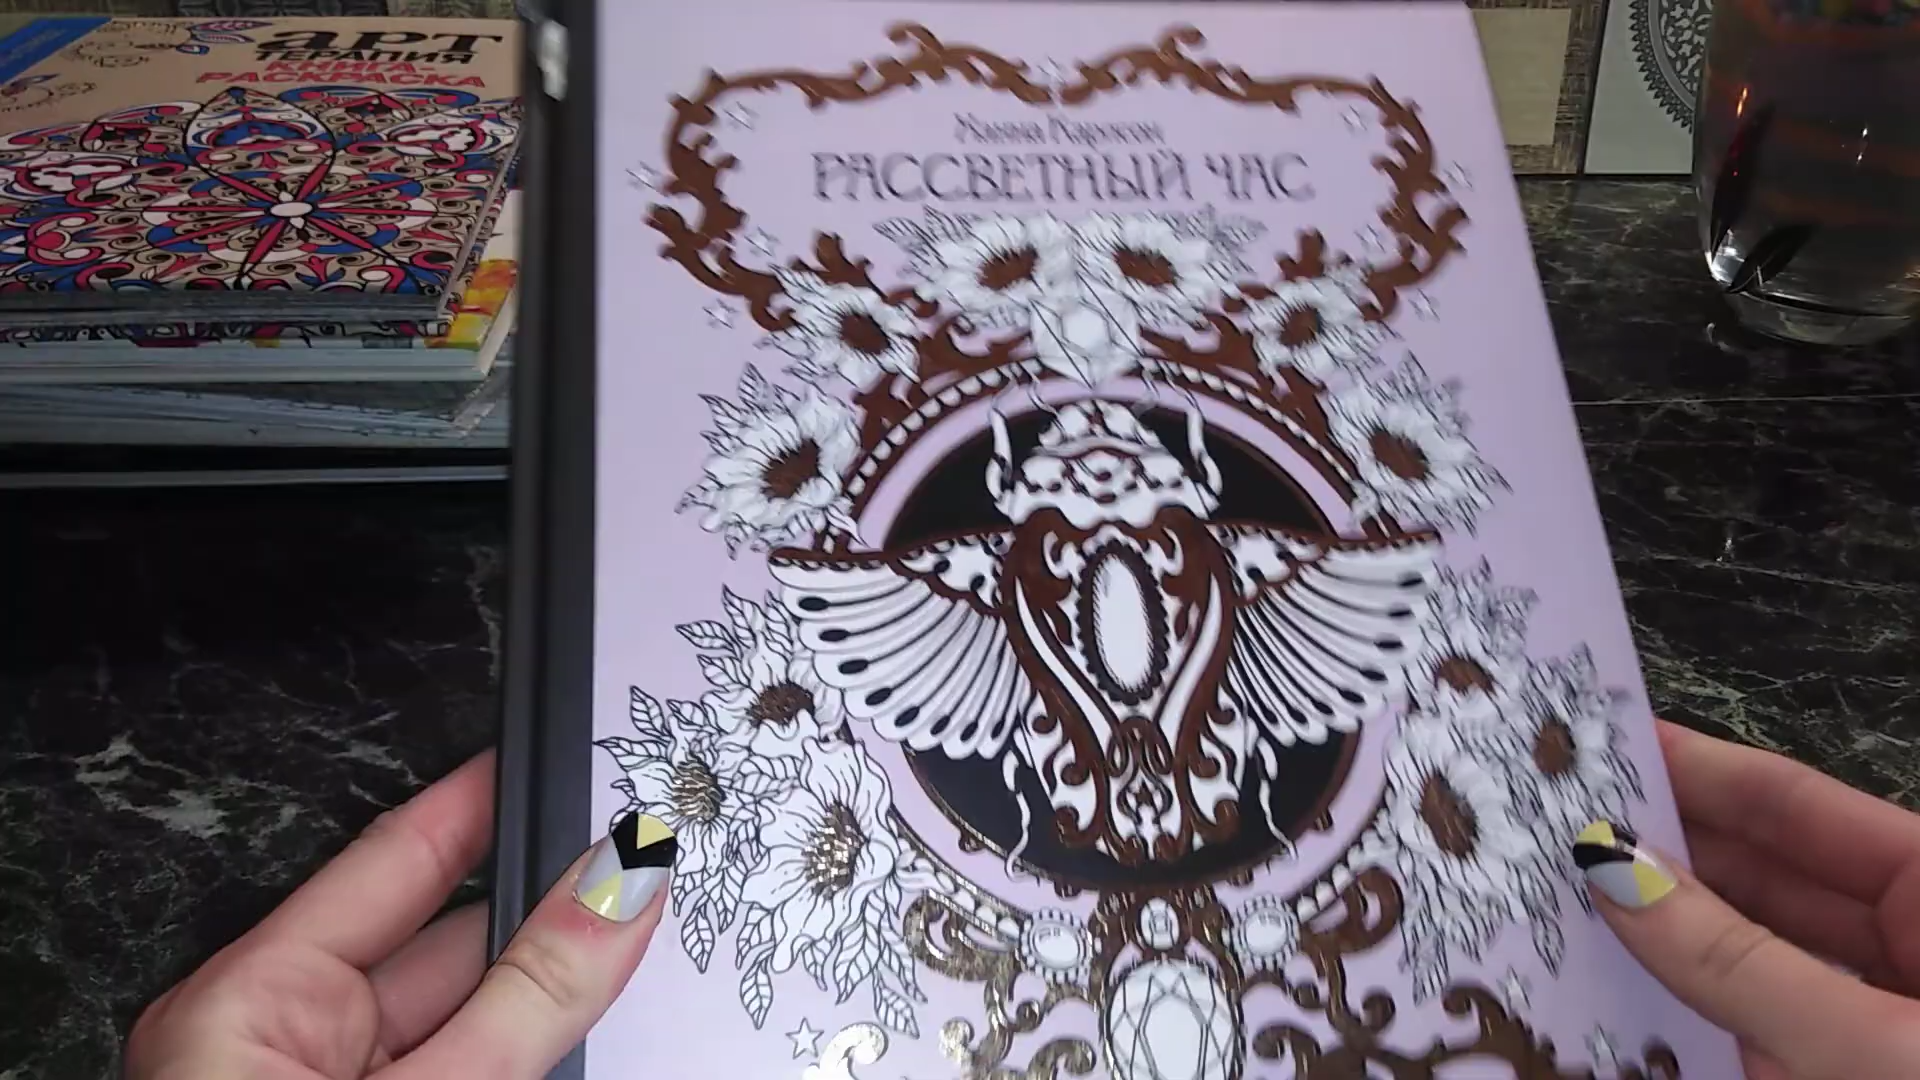 арт
терапия
книга-
раскраска
Ханна Карлсон
РАССВЕТНЫЙ ЧАС